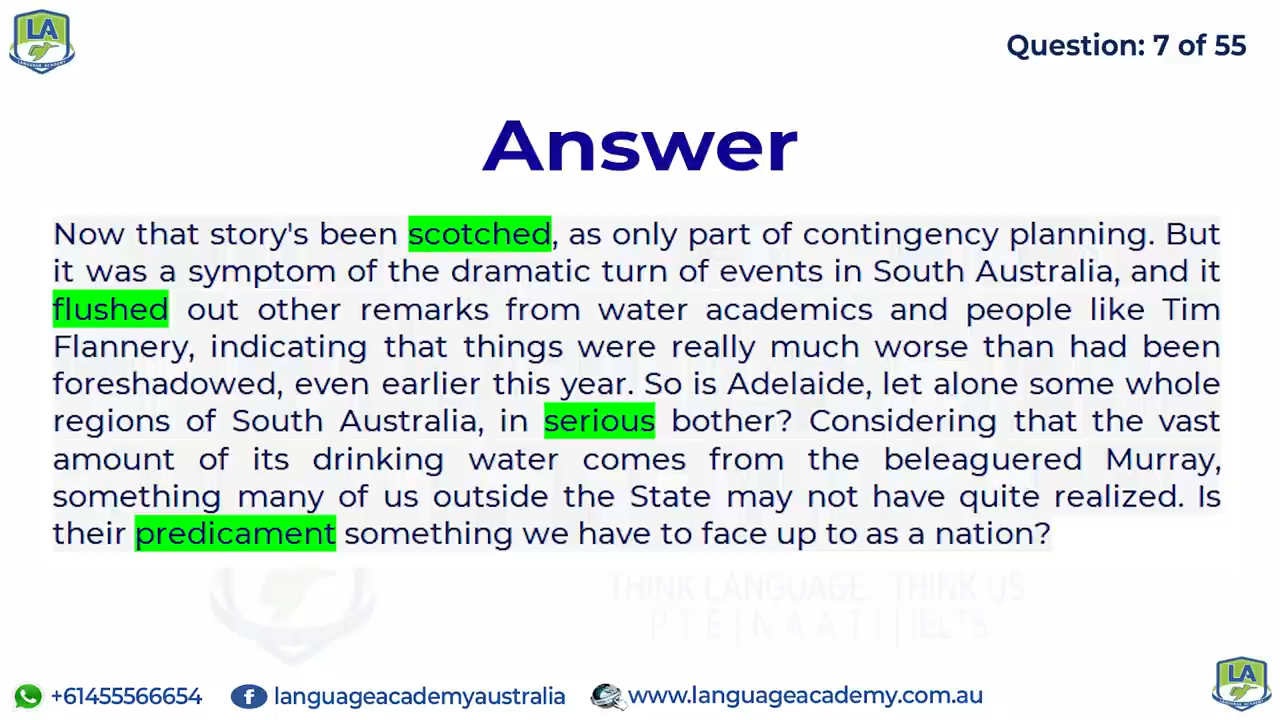 LA
LANGUAGE ACADEMY
Question: 7 of 55
Answer
Now that story's been scotched, as only part of contingency planning. But
it was a symptom of the dramatic turn of events in South Australia, and it
flushed out other remarks from water academics and people like Tim
Flannery, indicating that things were really much worse than had been
foreshadowed, even earlier this year. So is Adelaide, let alone some whole
regions of South Australia, in serious bother? Considering that the vast
amount of its drinking water comes from the beleaguered Murray,
something many of us outside the State may not have quite realized. Is
their predicament something we have to face up to as a nation?
THINK LANGUAGE.. THINK US
PTE | NAATI | IELTS
+61455566654 languageacademyaustralia www.languageacademy.com.au
LA